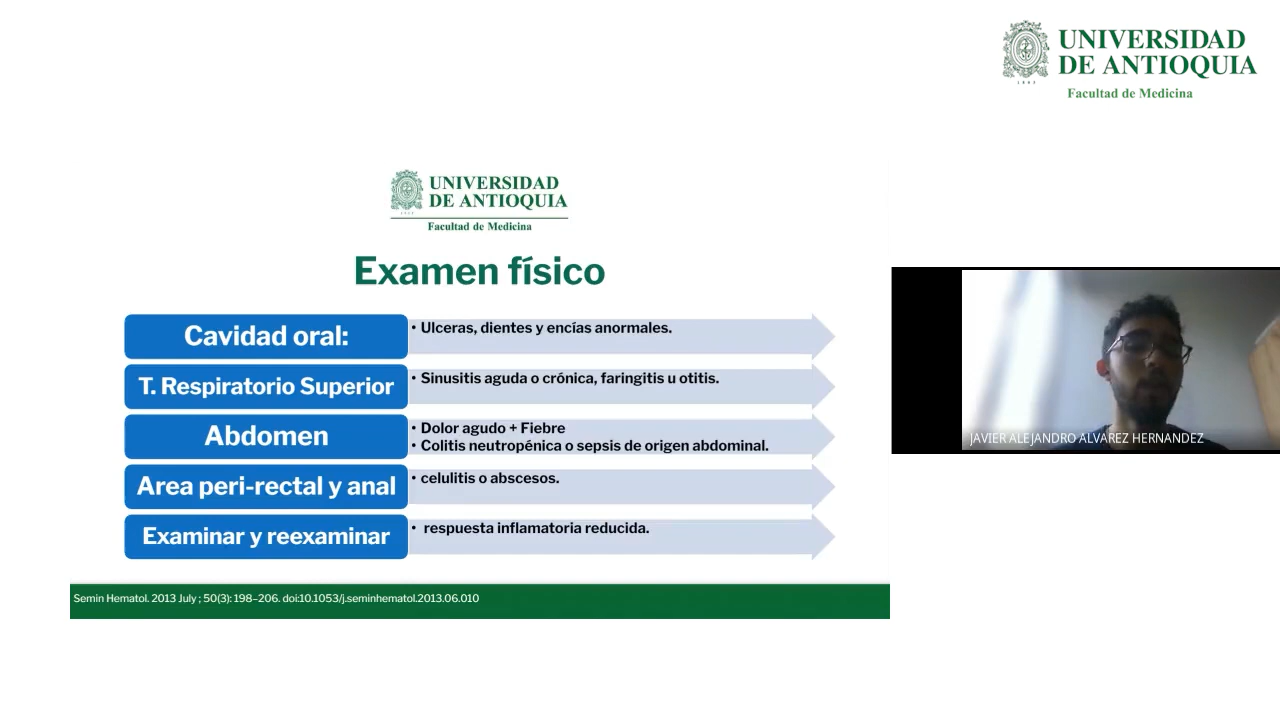 UNIVERSIDAD
DE ANTIOQUIA
1803
Facultad de Medicina
UNIVERSIDAD
DE ANTIOQUIA
Facultad de Medicina
Examen físico
Cavidad oral:
• Ulceras, dientes y encías anormales.
T. Respiratorio Superior
• Sinusitis aguda o crónica, faringitis u otitis.
Abdomen
• Dolor agudo + Fiebre
• Colitis neutropénica o sepsis de origen abdominal.
Area peri-rectal y anal
• celulitis o abscesos.
Examinar y reexaminar
• respuesta inflamatoria reducida.
JAVIER ALEJANDRO ALVAREZ HERNANDEZ
Semin Hematol. 2013 July ; 50(3): 198–206. doi:10.1053/j.seminhematol.2013.06.010